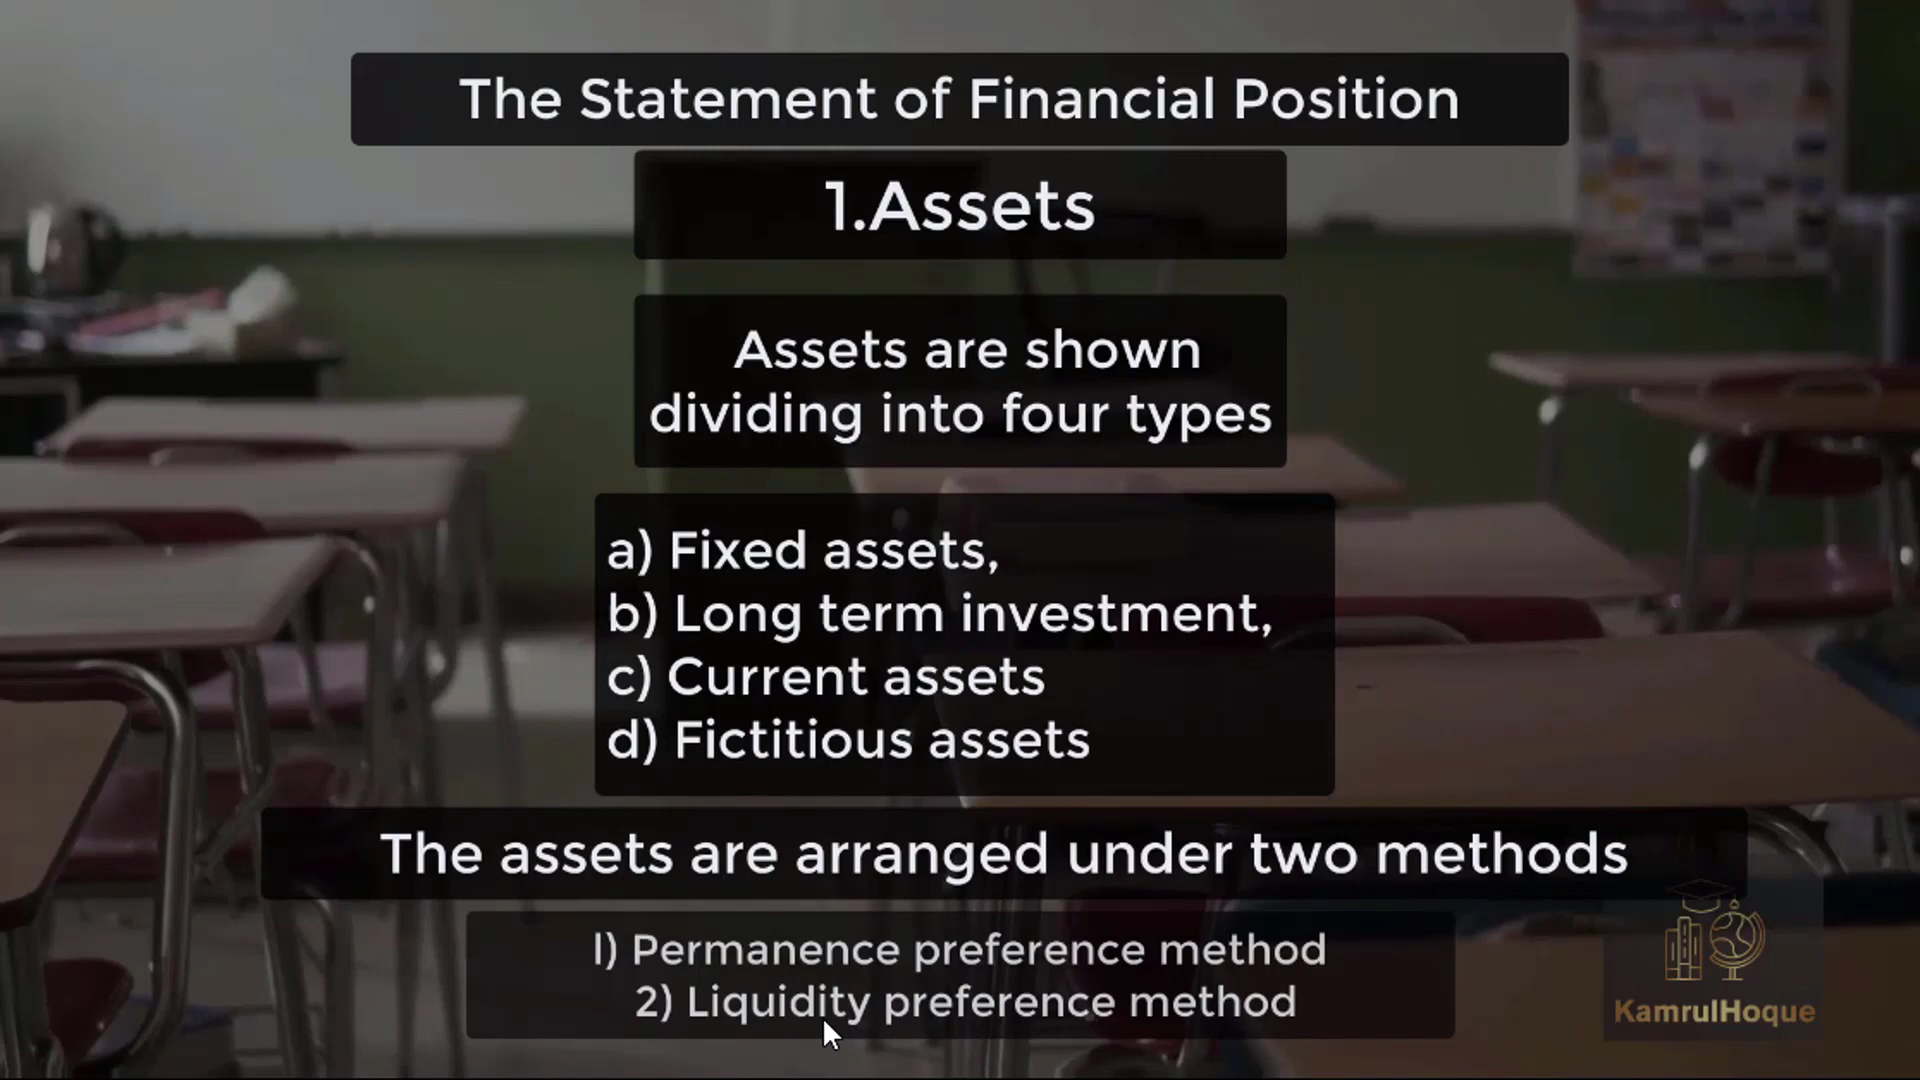 The Statement of Financial Position
1.Assets
Assets are shown
dividing into four types
a) Fixed assets,
b) Long term investment,
c) Current assets
d) Fictitious assets
The assets are arranged under two methods
l) Permanence preference method
2) Liquidity preference method
KamrulHoque